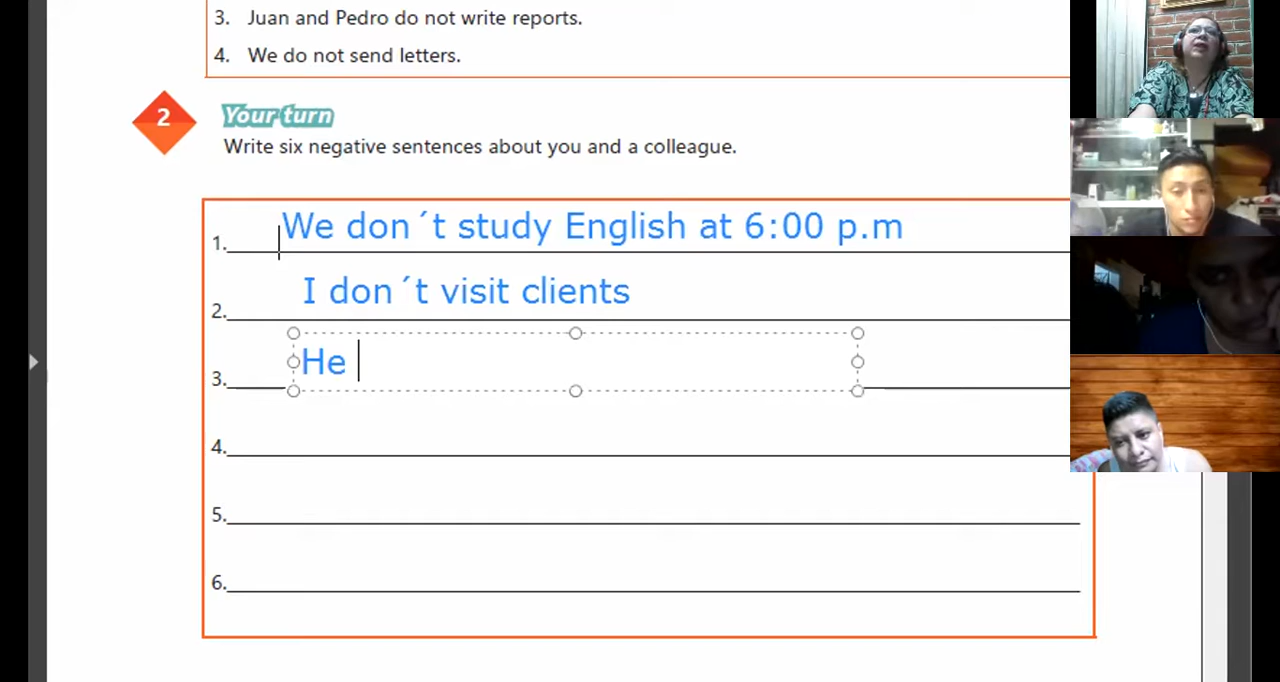 3. Juan and Pedro do not write reports.
4. We do not send letters.
2 Your turn
Write six negative sentences about you and a colleague.
1. We don´t study English at 6:00 p.m
2. I don´t visit clients
3. He
4.
5.
6.